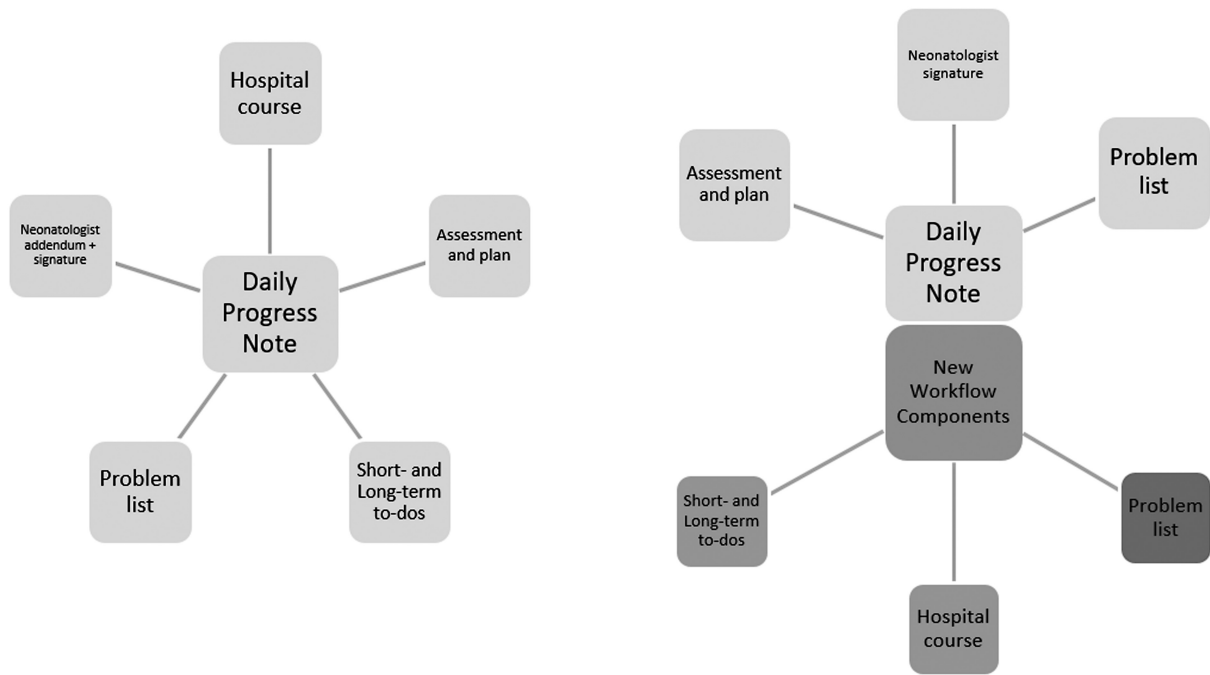 Hospital
course
Neonatologist
addendum +
signature
Assessment
and plan
Daily
Progress
Note
Problem
list
Short- and
Long-term
to-dos
Neonatologist
signature
Assessment
and plan
Problem
list
Daily
Progress
Note
New
Workflow
Components
Short- and
Long-term
to-dos
Problem
list
Hospital
course